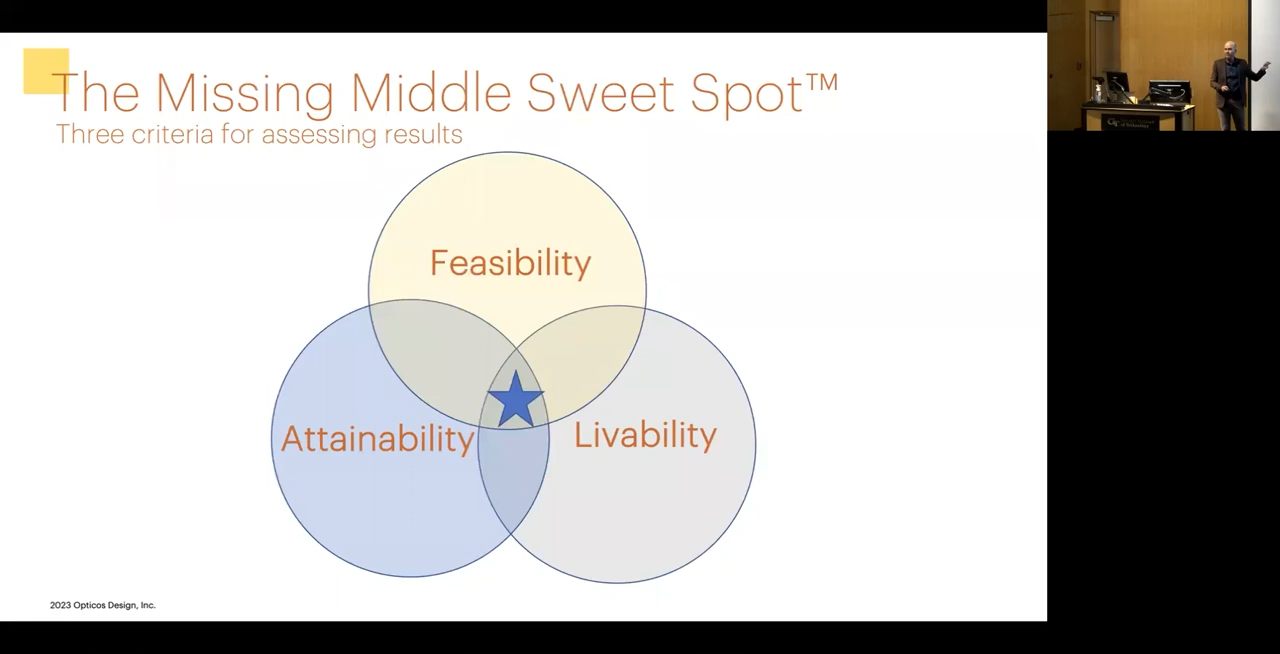 The Missing Middle Sweet Spot™
Three criteria for assessing results
Feasibility
Attainability
Livability
2023 Opticos Design, Inc.